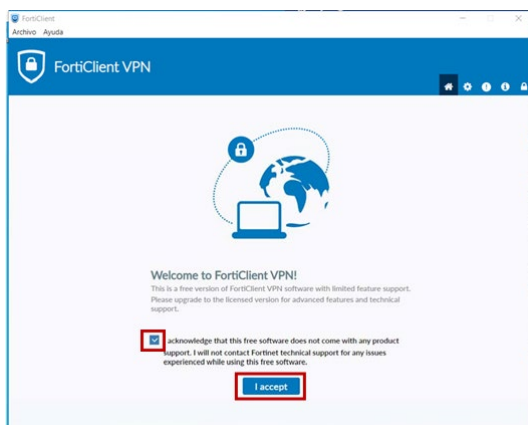 FortiClient
Archivo Ayuda
FortiClient VPN
Welcome to FortiClient VPN!
This is a free version of FortiClient VPN software with limited feature support.
Please upgrade to the licensed version for advanced features and technical
support.
acknowledge that this free software does not come with any product
support. I will not contact Fortinet technical support for any issues
experienced while using this free software.
I accept